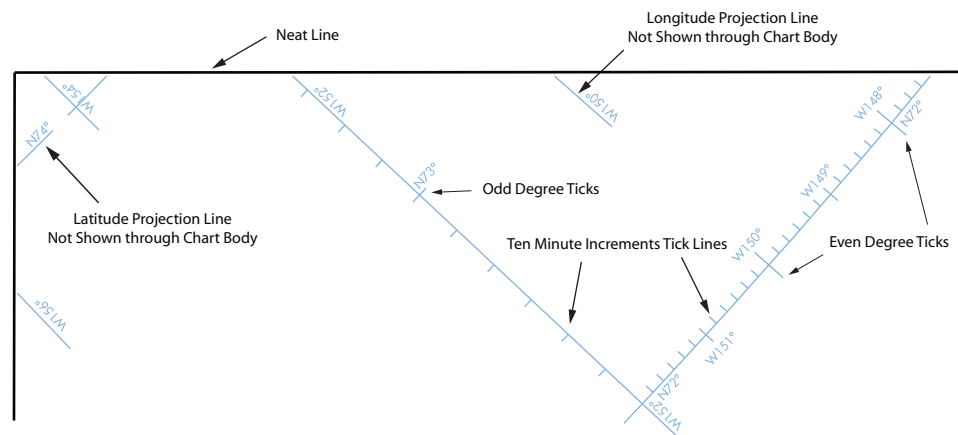 Neat Line
Longitude Projection Line
Not Shown through Chart Body
W154°
W152°
W150°
W148°
N72°
N74°
N73°
W149°
Odd Degree Ticks
Latitude Projection Line
Not Shown through Chart Body
Ten Minute Increments Tick Lines
W150°
Even Degree Ticks
W156°
W151°
N72°
W152°